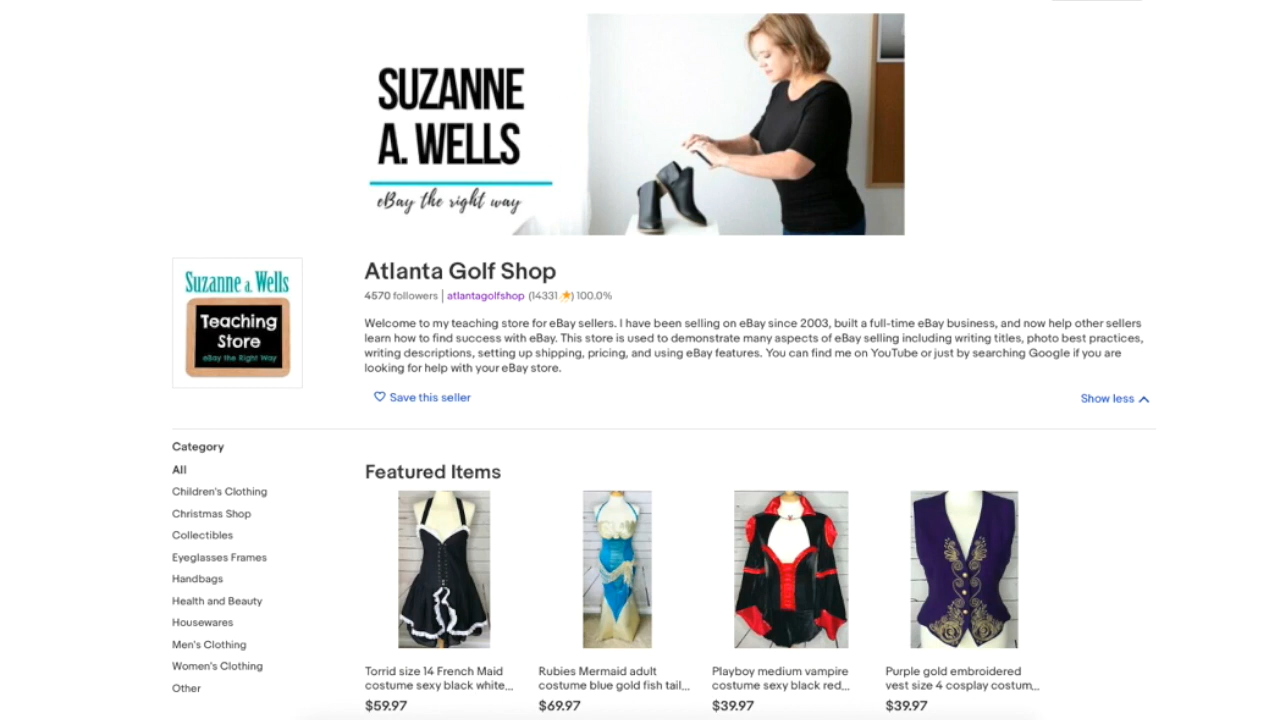 SUZANNE
A. WELLS
eBay the right way
Suzanne a. Wells
Teaching
Store
eBay the Right Way
Atlanta Golf Shop
4570 followers | atlantagolfshop (14331 ) 100.0%
Welcome to my teaching store for eBay sellers. I have been selling on eBay since 2003, built a full-time eBay business, and now help other sellers
learn how to find success with eBay. This store is used to demonstrate many aspects of eBay selling including writing titles, photo best practices,
writing descriptions, setting up shipping, pricing, and using eBay features. You can find me on YouTube or just by searching Google if you are
looking for help with your eBay store.
Save this seller
Show less
Category
All
Children's Clothing
Christmas Shop
Collectibles
Eyeglasses Frames
Handbags
Health and Beauty
Housewares
Men's Clothing
Women's Clothing
Other
Featured Items
Torrid size 14 French Maid
costume sexy black white...
$59.97
Rubies Mermaid adult
costume blue gold fish tail...
$69.97
Playboy medium vampire
costume sexy black red...
$39.97
Purple gold embroidered
vest size 4 cosplay costum...
$39.97